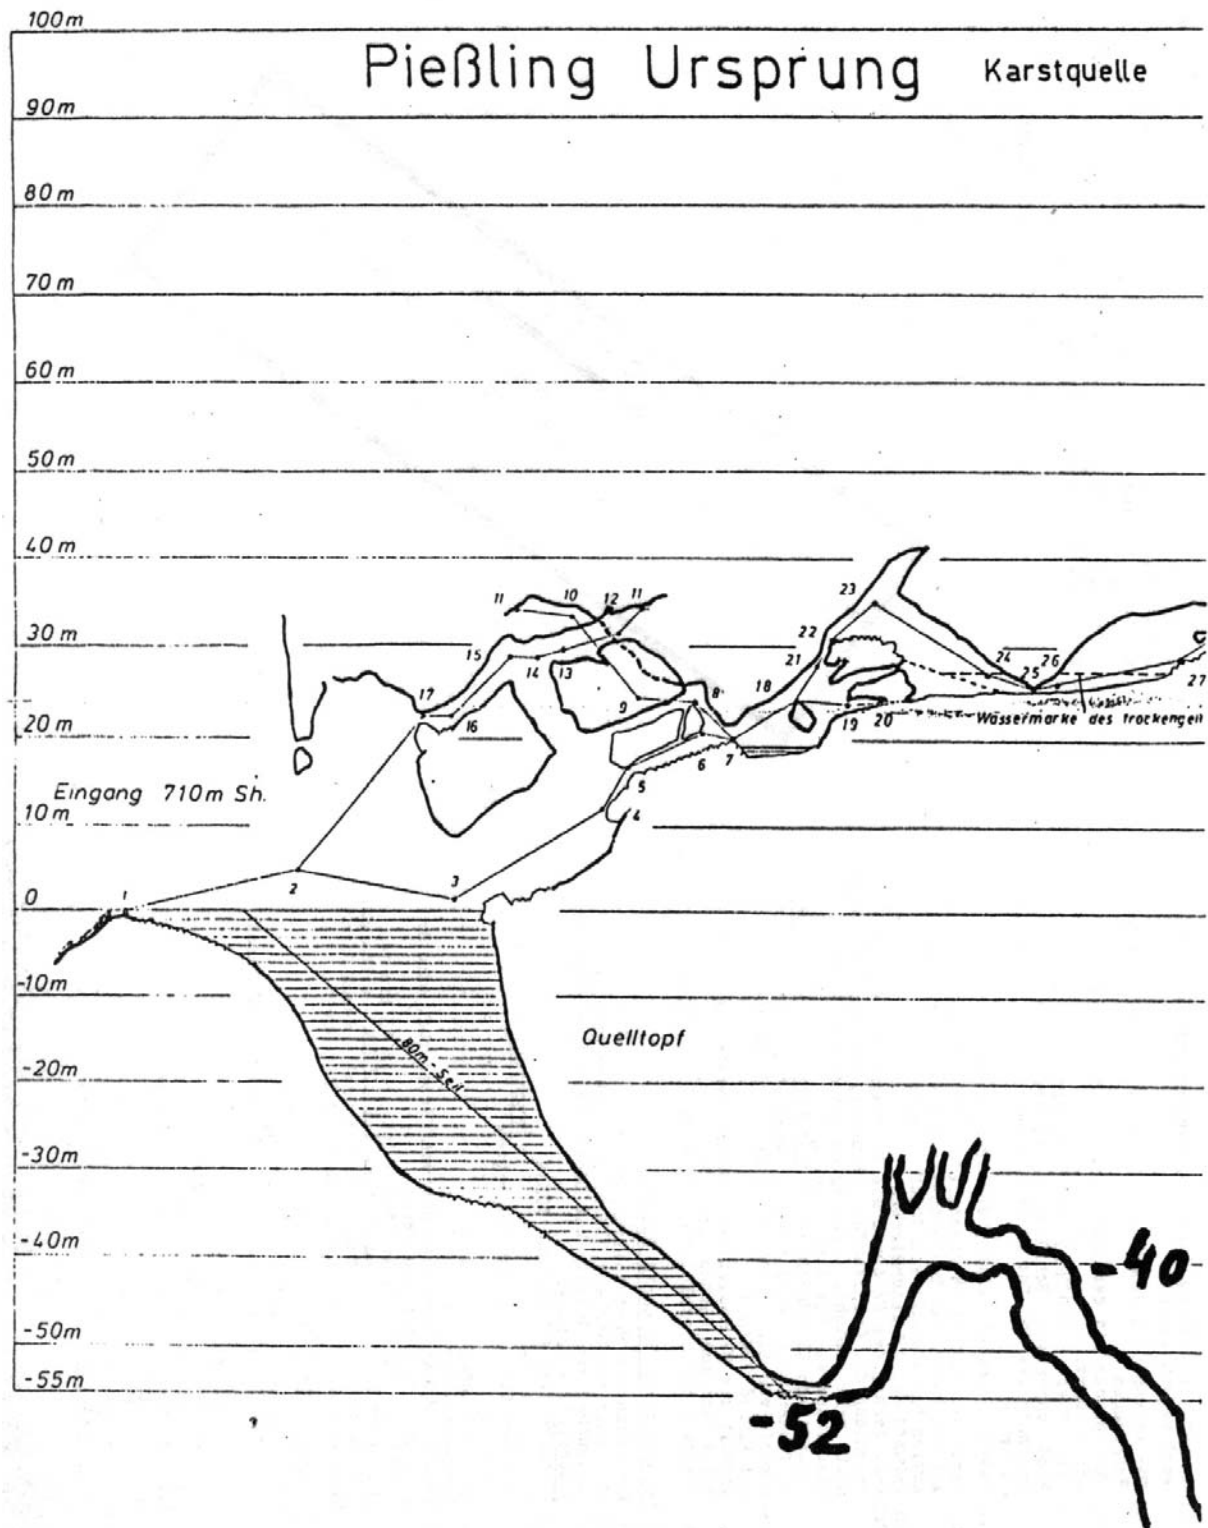 100m
Pießling Ursprung Karstquelle
90m
80m
70m
60m
50m
40m
11 10 12 11 23
30m
22
15 14 13 21 24 25 26
17 16 9 8 18 19 20 27
20m
Wassermarke des trockengel
6 7
5
Eingang 710m Sh.
10m
4
1 2 3
0
-10m
Quelltopf
80m-Seil
-20m
-30m
-40m
-40
-50m
-55m
-52